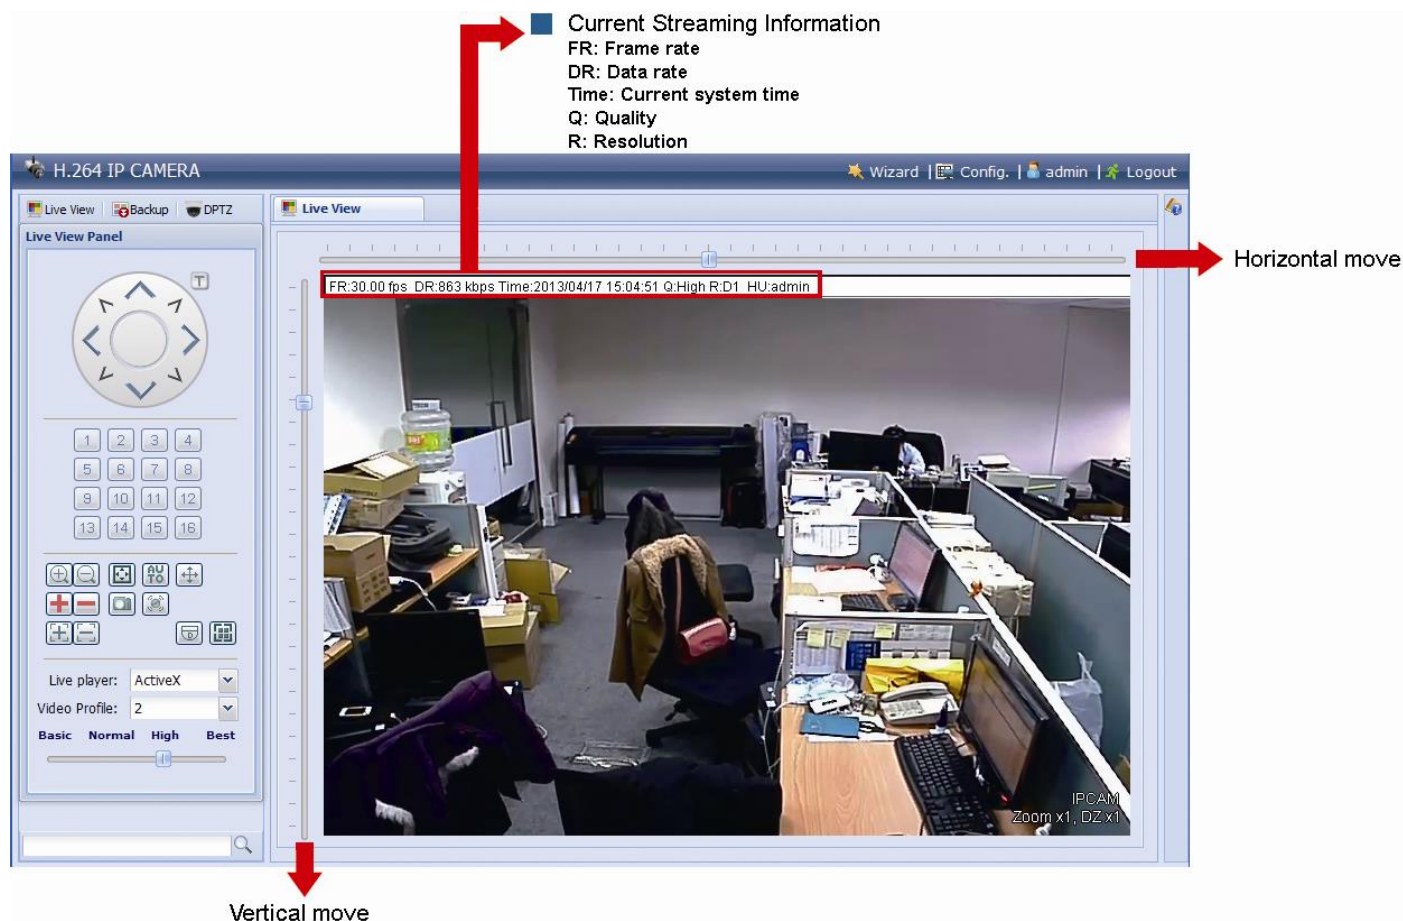 Current Streaming Information
FR: Frame rate
DR: Data rate
Time: Current system time
Q: Quality
R: Resolution
H.264 IP CAMERA
Wizard | Config. | admin | Logout
Live View Backup DPTZ
Live View
Live View Panel
Horizontal move
T
FR:30.00 fps DR:863 kbps Time:2013/04/17 15:04:51 Q:High R:D1 HU:admin
1 2 3 4
5 6 7 8
9 10 11 12
13 14 15 16
AUTO
Live player: ActiveX
Video Profile: 2
Basic Normal High Best
IPCAM
Zoom x1, DZ x1
Vertical move